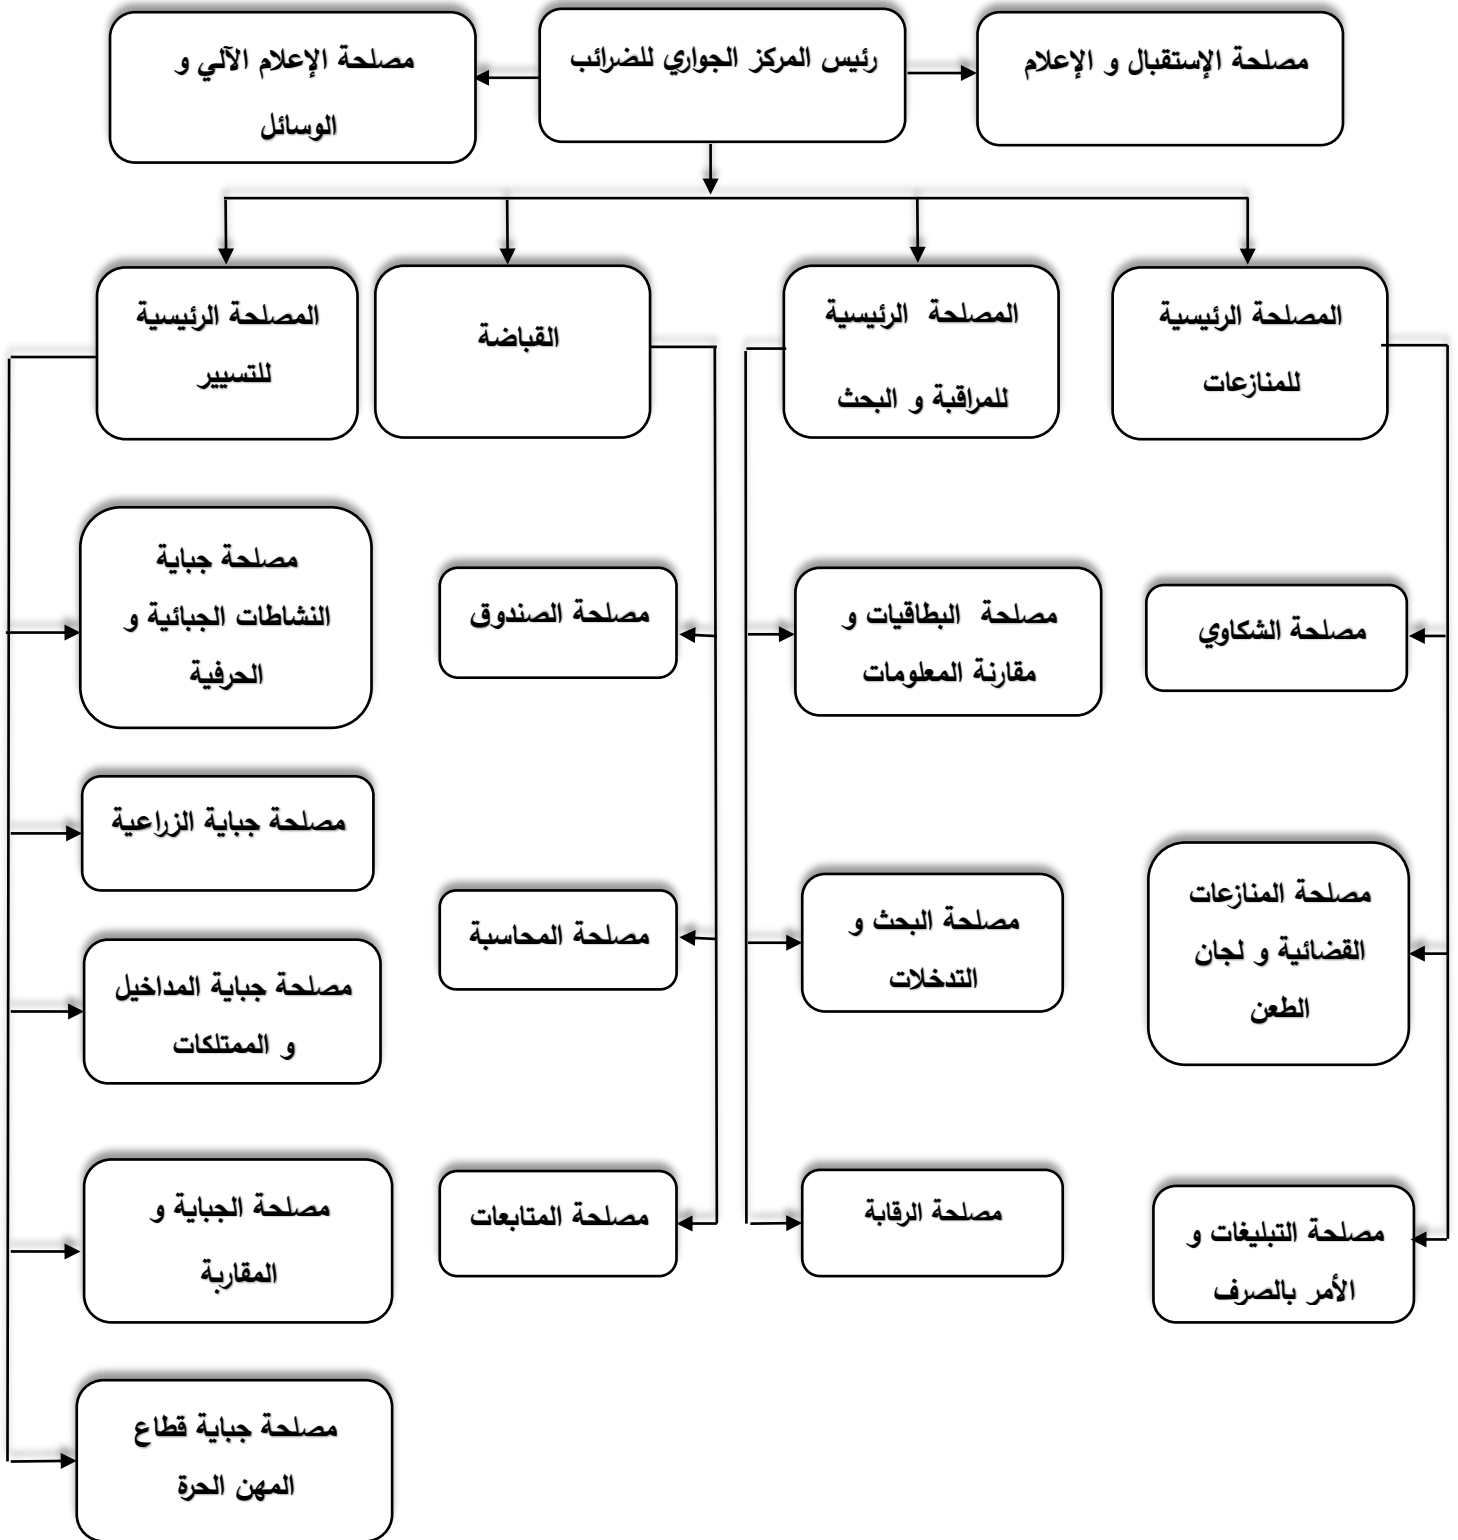 مصلحة الإستقبال و الإعلام
رئيس المركز الجواري للضرائب
مصلحة الإعلام الآلي و
الوسائل
المصلحة الرئيسية
للمنازعات
المصلحة الرئيسية
للمراقبة و البحث
القباضة
المصلحة الرئيسية
للتسيير
مصلحة الشكاوي
مصلحة المنازعات
القضائية و لجان
الطعن
مصلحة التبليغات و
الأمر بالصرف
مصلحة البطاقيات و
مقارنة المعلومات
مصلحة البحث و
التدخلات
مصلحة الرقابة
مصلحة الصندوق
مصلحة المحاسبة
مصلحة المتابعات
مصلحة جباية
النشاطات الجبائية و
الحرفية
مصلحة جباية الزراعية
مصلحة جباية المداخيل
و الممتلكات
مصلحة الجباية و
المقاربة
مصلحة جباية قطاع
المهن الحرة